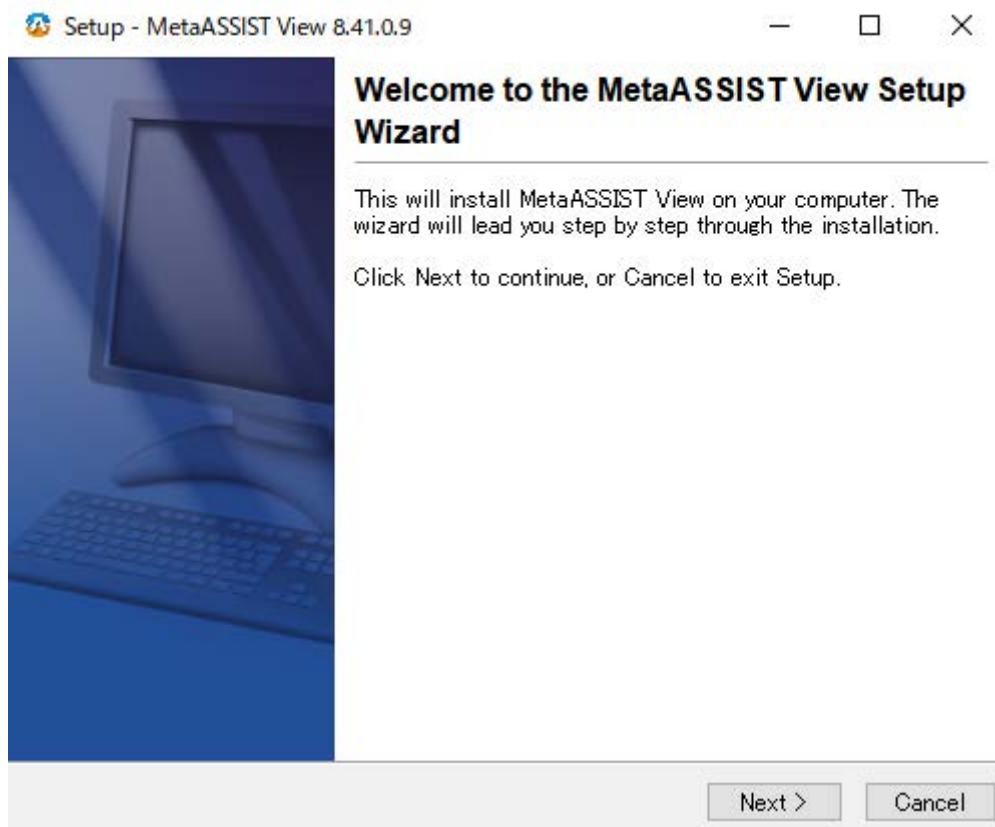 Setup - MetaASSIST View 8.41.0.9
Welcome to the MetaASSIST View Setup
Wizard
This will install MetaASSIST View on your computer. The
wizard will lead you step by step through the installation.
Click Next to continue, or Cancel to exit Setup.
Next >
Cancel